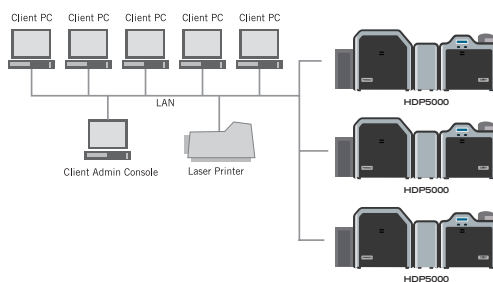 Client PC Client PC Client PC Client PC Client PC
LAN
HDP5000
Client Admin Console
Laser Printer
HDP5000
HDP5000